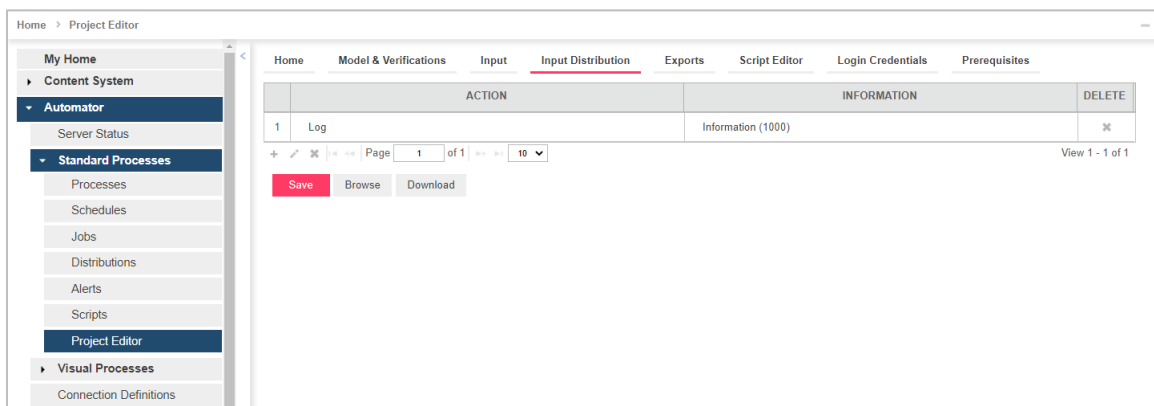 Home > Project Editor
My Home
Content System
Automator
Server Status
Standard Processes
Processes
Schedules
Jobs
Distributions
Alerts
Scripts
Project Editor
Visual Processes
Connection Definitions
Home Model & Verifications Input Input Distribution Exports Script Editor Login Credentials Prerequisites
ACTION INFORMATION DELETE
1 Log Information (1000)
Page 1 of 1 10 View 1 - 1 of 1
Save Browse Download